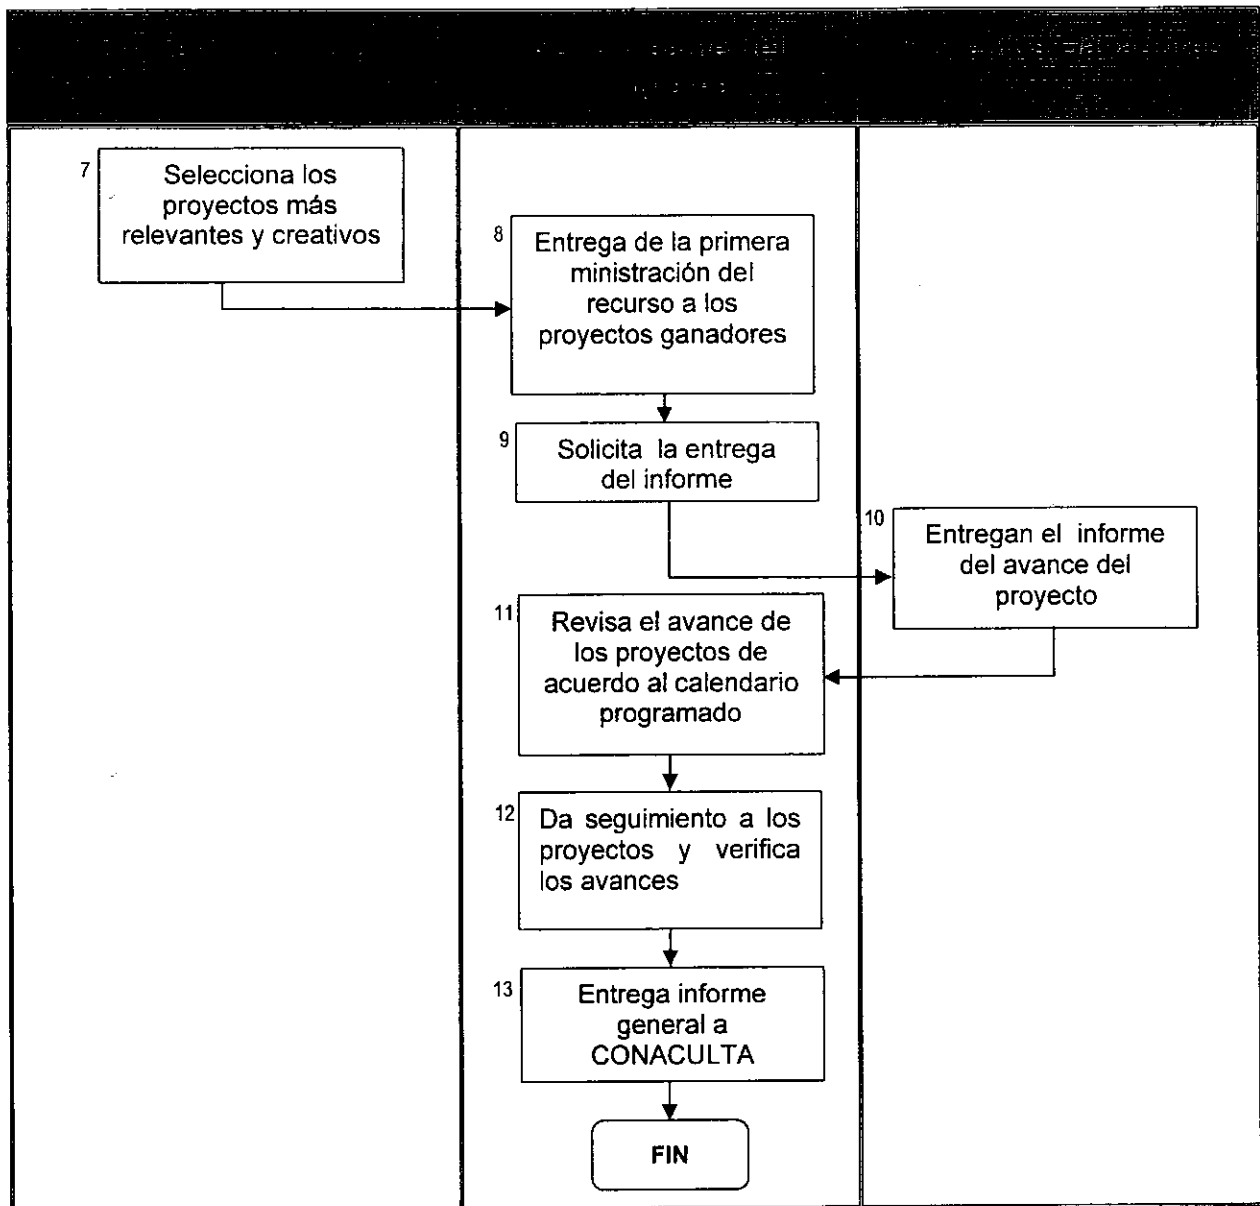 7
Selecciona los
proyectos más
relevantes y creativos
8
Entrega de la primera
ministración del
recurso a los
proyectos ganadores
9
Solicita la entrega
del informe
10
Entregan el informe
del avance del
proyecto
11
Revisa el avance de
los proyectos de
acuerdo al calendario
programado
12
Da seguimiento a los
proyectos y verifica
los avances
13
Entrega informe
general a
CONACULTA
FIN